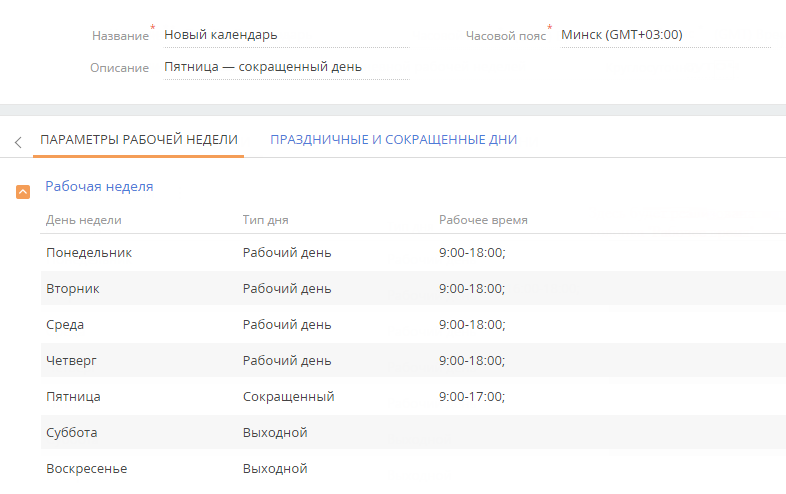 Название* Новый календарь Часовой пояс* Минск (GMT+03:00)
Описание Пятница — сокращенный день
ПАРАМЕТРЫ РАБОЧЕЙ НЕДЕЛИ ПРАЗДНИЧНЫЕ И СОКРАЩЕННЫЕ ДНИ
Рабочая неделя
День недели Тип дня Рабочее время
Понедельник Рабочий день 9:00-18:00;
Вторник Рабочий день 9:00-18:00;
Среда Рабочий день 9:00-18:00;
Четверг Рабочий день 9:00-18:00;
Пятница Сокращенный 9:00-17:00;
Суббота Выходной
Воскресенье Выходной